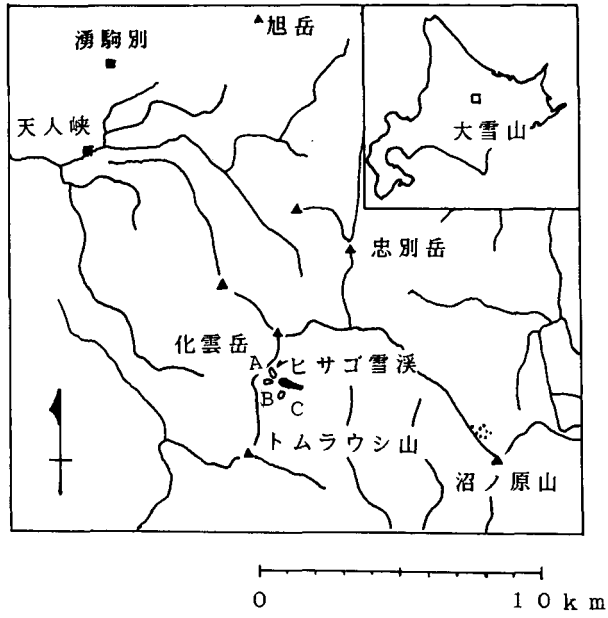 旭岳
湧駒別
天人峡
大雪山
忠別岳
化雲岳
A ヒサゴ雪渓
B C
トムラウシ山
沼ノ原山
0 10km